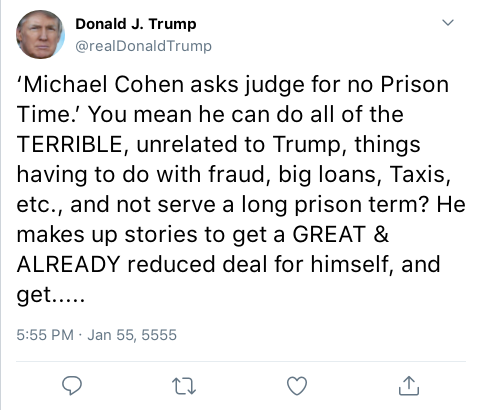 Donald J. Trump
@realDonaldTrump
‘Michael Cohen asks judge for no Prison
Time.’ You mean he can do all of the
TERRIBLE, unrelated to Trump, things
having to do with fraud, big loans, Taxis,
etc., and not serve a long prison term? He
makes up stories to get a GREAT &
ALREADY reduced deal for himself, and
get.....
5:55 PM · Jan 55, 5555